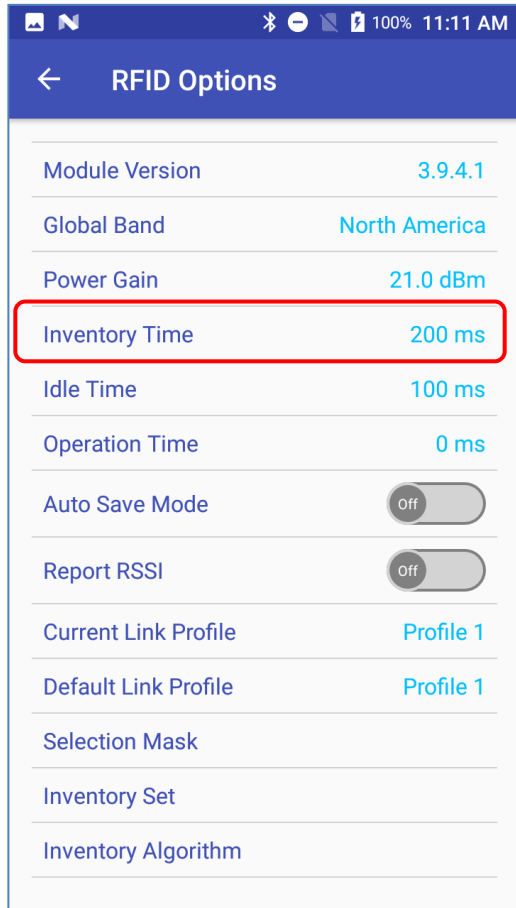 100% 11:11 AM
RFID Options
Module Version 3.9.4.1
Global Band North America
Power Gain 21.0 dBm
Inventory Time 200 ms
Idle Time 100 ms
Operation Time 0 ms
Auto Save Mode Off
Report RSSI Off
Current Link Profile Profile 1
Default Link Profile Profile 1
Selection Mask
Inventory Set
Inventory Algorithm